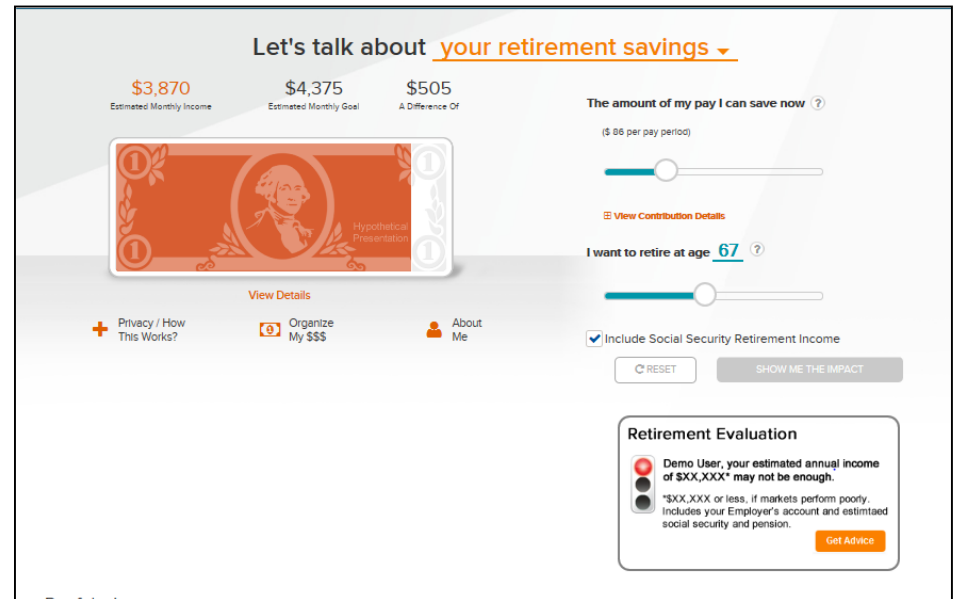 Let's talk about your retirement savings
$3,870 $4,375 $505
Estimated Monthly Income Estimated Monthly Goal A Difference Of
1 1
Hypothetical
Presentation
1 1
View Details
Privacy / How
This Works?
Organize
My $$$
About
Me
The amount of my pay I can save now ?
($ 86 per pay period)
View Contribution Details
I want to retire at age 67 ?
Include Social Security Retirement Income
RESET SHOW ME THE IMPACT
Retirement Evaluation
Demo User, your estimated annual income
of $XX,XXX* may not be enough.
*$XX,XXX or less, if markets perform poorly.
Includes your Employer's account and estimtaed
social security and pension.
Get Advice